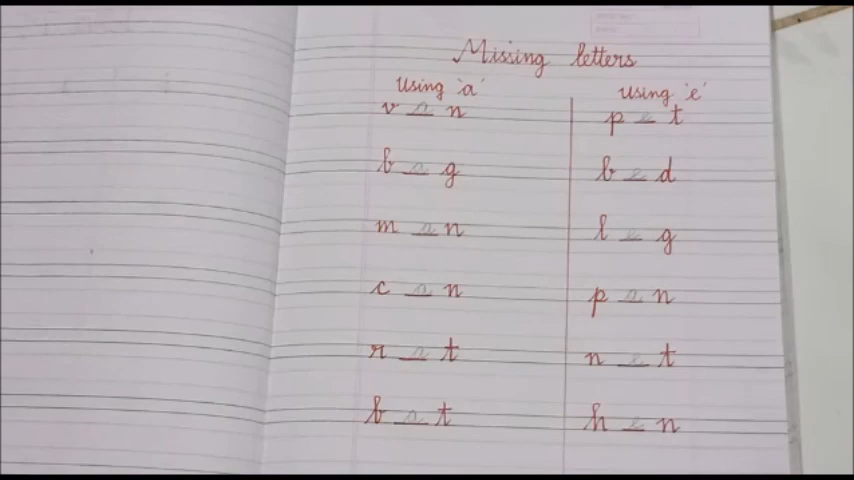 Missing letters
Using 'a'
using 'e'
v a n
p e t
b a g
b e d
m a n
l e g
c a n
p a n
r a t
n e t
b a t
h e n